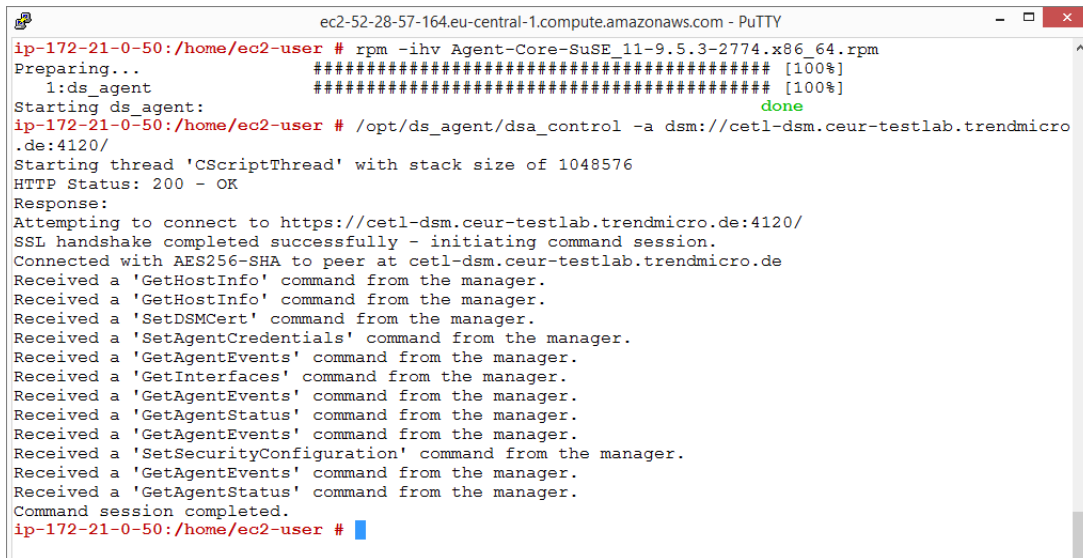 ec2-52-28-57-164.eu-central-1.compute.amazonaws.com - PuTTY
ip-172-21-0-50:/home/ec2-user # rpm -ihv Agent-Core-SuSE_11-9.5.3-2774.x86_64.rpm
Preparing... ########################################### [100%]
1:ds_agent ########################################### [100%]
Starting ds_agent: done
ip-172-21-0-50:/home/ec2-user # /opt/ds_agent/dsa_control -a dsm://cetl-dsm.ceur-testlab.trendmicro
.de:4120/
Starting thread 'CScriptThread' with stack size of 1048576
HTTP Status: 200 - OK
Response:
Attempting to connect to https://cetl-dsm.ceur-testlab.trendmicro.de:4120/
SSL handshake completed successfully - initiating command session.
Connected with AES256-SHA to peer at cetl-dsm.ceur-testlab.trendmicro.de
Received a 'GetHostInfo' command from the manager.
Received a 'GetHostInfo' command from the manager.
Received a 'SetDSMCert' command from the manager.
Received a 'SetAgentCredentials' command from the manager.
Received a 'GetAgentEvents' command from the manager.
Received a 'GetInterfaces' command from the manager.
Received a 'GetAgentEvents' command from the manager.
Received a 'GetAgentStatus' command from the manager.
Received a 'GetAgentEvents' command from the manager.
Received a 'SetSecurityConfiguration' command from the manager.
Received a 'GetAgentEvents' command from the manager.
Received a 'GetAgentStatus' command from the manager.
Command session completed.
ip-172-21-0-50:/home/ec2-user #